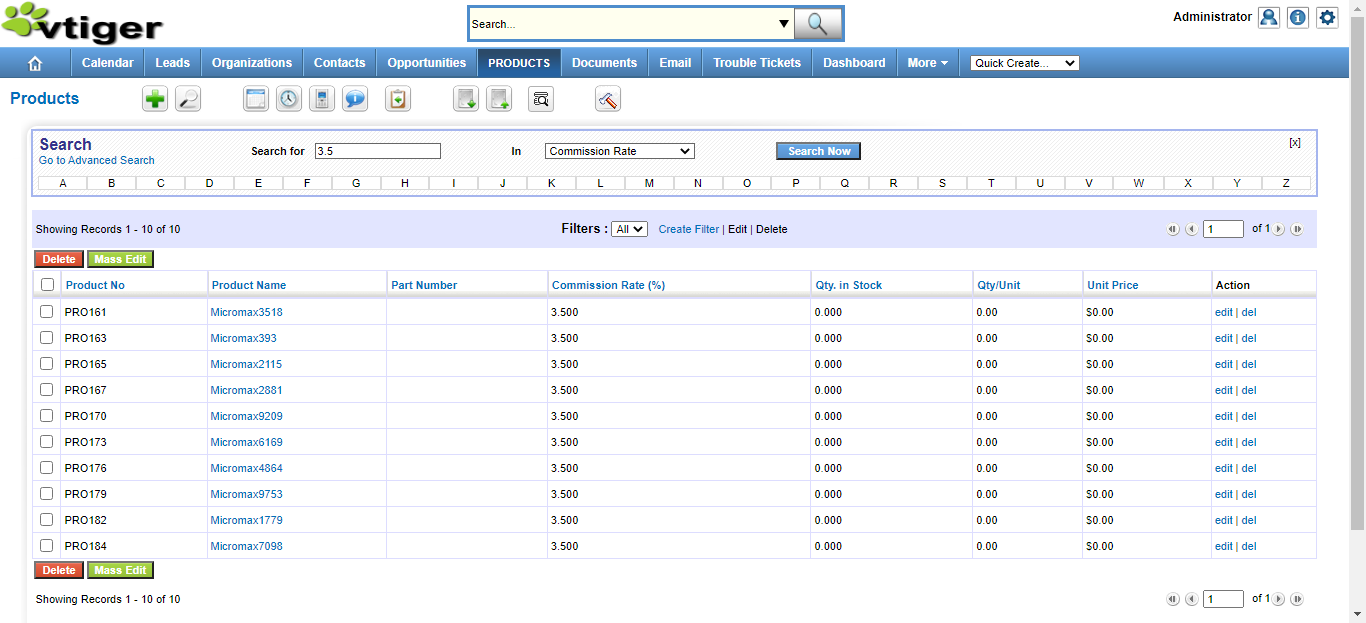 vtiger
Search...
Administrator
Calendar Leads Organizations Contacts Opportunities PRODUCTS Documents Email Trouble Tickets Dashboard More Quick Create...
Products
Search
Go to Advanced Search
Search for 3.5 In Commission Rate Search Now [x]
A B C D E F G H I J K L M N O P Q R S T U V W X Y Z
Showing Records 1 - 10 of 10 Filters : All Create Filter | Edit | Delete 1 of 1
Delete Mass Edit
Product No Product Name Part Number Commission Rate (%) Qty. in Stock Qty/Unit Unit Price Action
PRO161 Micromax3518 3.500 0.000 0.00 $0.00 edit | del
PRO163 Micromax393 3.500 0.000 0.00 $0.00 edit | del
PRO165 Micromax2115 3.500 0.000 0.00 $0.00 edit | del
PRO167 Micromax2881 3.500 0.000 0.00 $0.00 edit | del
PRO170 Micromax9209 3.500 0.000 0.00 $0.00 edit | del
PRO173 Micromax6169 3.500 0.000 0.00 $0.00 edit | del
PRO176 Micromax4864 3.500 0.000 0.00 $0.00 edit | del
PRO179 Micromax9753 3.500 0.000 0.00 $0.00 edit | del
PRO182 Micromax1779 3.500 0.000 0.00 $0.00 edit | del
PRO184 Micromax7098 3.500 0.000 0.00 $0.00 edit | del
Delete Mass Edit
Showing Records 1 - 10 of 10 1 of 1